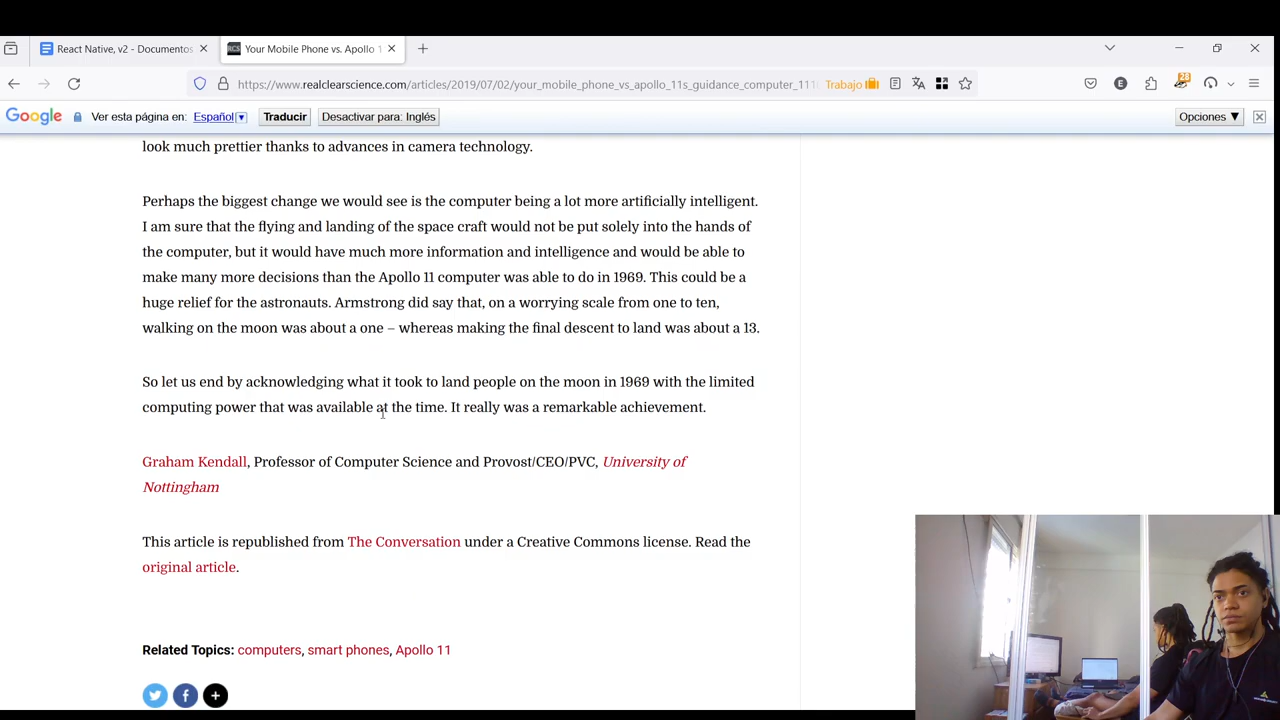 React Native, v2 - Documentos
RCS Your Mobile Phone vs. Apollo 1
https://www.realclearscience.com/articles/2019/07/02/your_mobile_phone_vs_apollo_11s_guidance_computer_111
Trabajo
E
28
Google Ver esta página en: Español Traducir Desactivar para: Inglés Opciones ▼
look much prettier thanks to advances in camera technology.
Perhaps the biggest change we would see is the computer being a lot more artificially intelligent.
I am sure that the flying and landing of the space craft would not be put solely into the hands of
the computer, but it would have much more information and intelligence and would be able to
make many more decisions than the Apollo 11 computer was able to do in 1969. This could be a
huge relief for the astronauts. Armstrong did say that, on a worrying scale from one to ten,
walking on the moon was about a one – whereas making the final descent to land was about a 13.
So let us end by acknowledging what it took to land people on the moon in 1969 with the limited
computing power that was available at the time. It really was a remarkable achievement.
Graham Kendall, Professor of Computer Science and Provost/CEO/PVC, University of
Nottingham
This article is republished from The Conversation under a Creative Commons license. Read the
original article.
Related Topics: computers, smart phones, Apollo 11